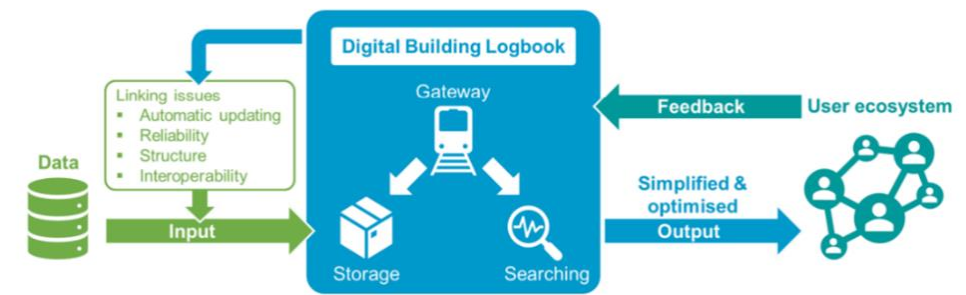 Digital Building Logbook
Gateway
Storage
Searching
Linking issues
▪ Automatic updating
▪ Reliability
▪ Structure
▪ Interoperability
Data
Input
Feedback
User ecosystem
Simplified &
optimised
Output